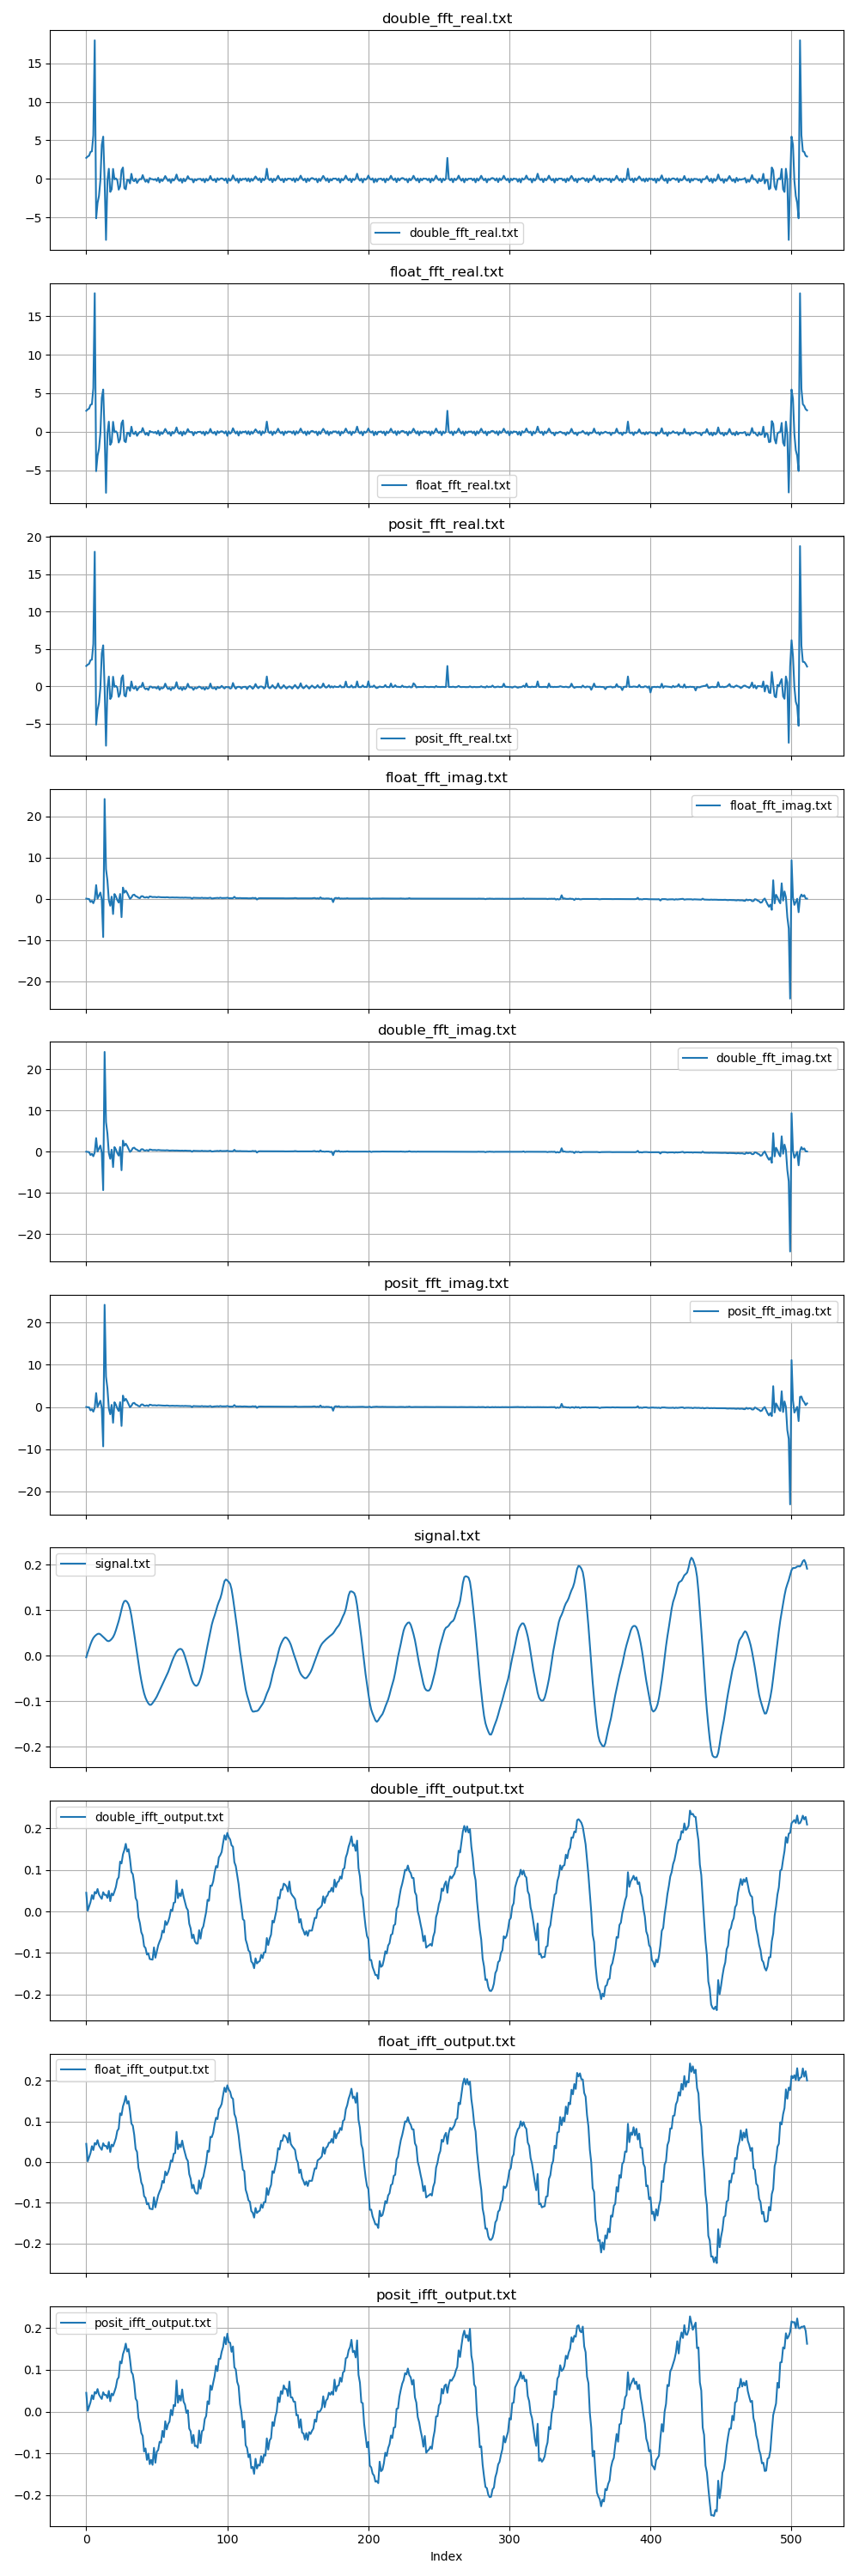 double_fft_real.txt
15
10
5
0
−5
double_fft_real.txt
float_fft_real.txt
15
10
5
0
−5
float_fft_real.txt
posit_fft_real.txt
20
15
10
5
0
−5
posit_fft_real.txt
float_fft_imag.txt
float_fft_imag.txt
20
10
0
−10
−20
double_fft_imag.txt
double_fft_imag.txt
20
10
0
−10
−20
posit_fft_imag.txt
posit_fft_imag.txt
20
10
0
−10
−20
signal.txt
signal.txt
0.2
0.1
0.0
−0.1
−0.2
double_ifft_output.txt
double_ifft_output.txt
0.2
0.1
0.0
−0.1
−0.2
float_ifft_output.txt
float_ifft_output.txt
0.2
0.1
0.0
−0.1
−0.2
posit_ifft_output.txt
posit_ifft_output.txt
0.2
0.1
0.0
−0.1
−0.2
0 100 200 300 400 500
Index